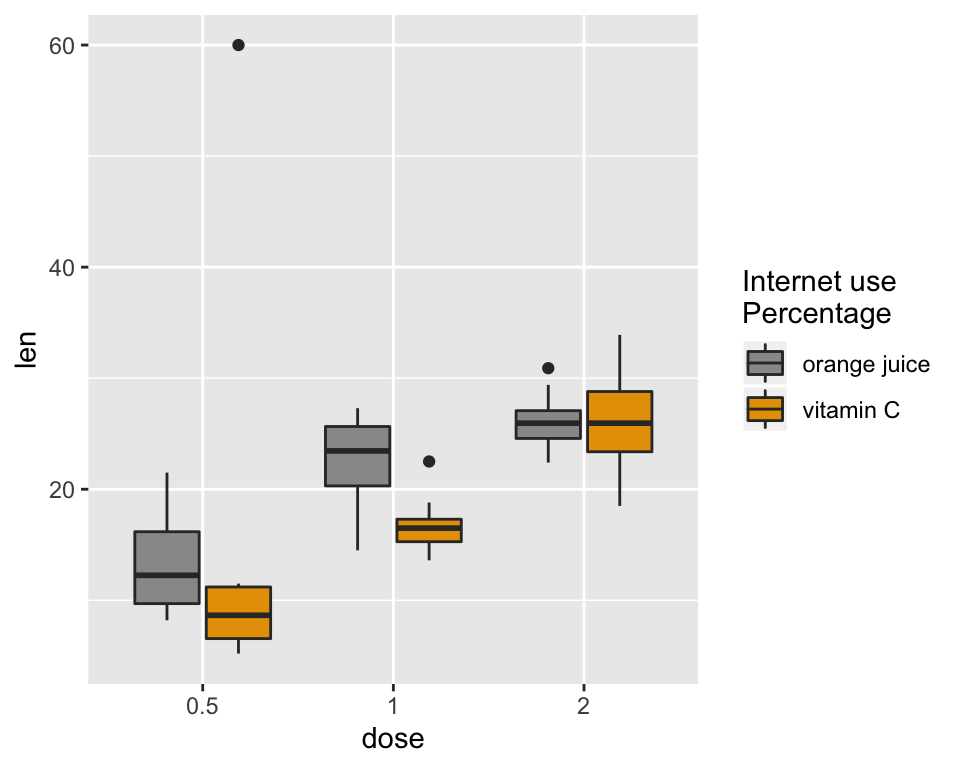 60
40
20
len
0.5
1
2
dose
Internet use
Percentage
orange juice
vitamin C